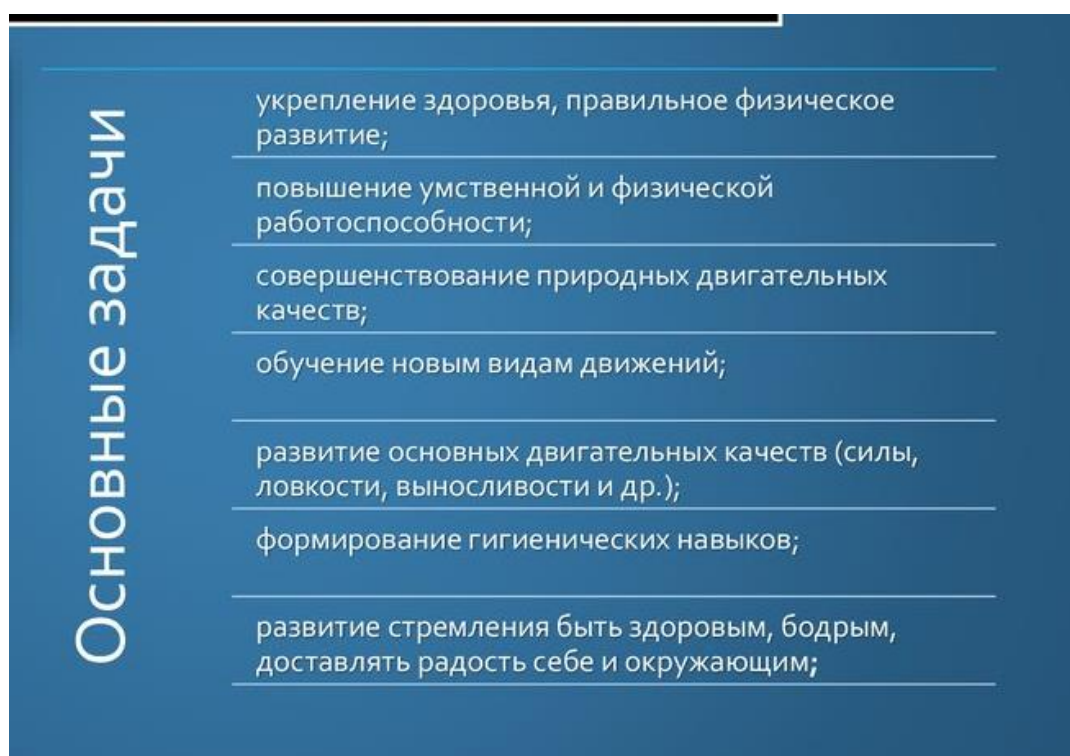 Основные задачи
укрепление здоровья, правильное физическое
развитие;
повышение умственной и физической
работоспособности;
совершенствование природных двигательных
качеств;
обучение новым видам движений;
развитие основных двигательных качеств (силы,
ловкости, выносливости и др.);
формирование гигиенических навыков;
развитие стремления быть здоровым, бодрым,
доставлять радость себе и окружающим;